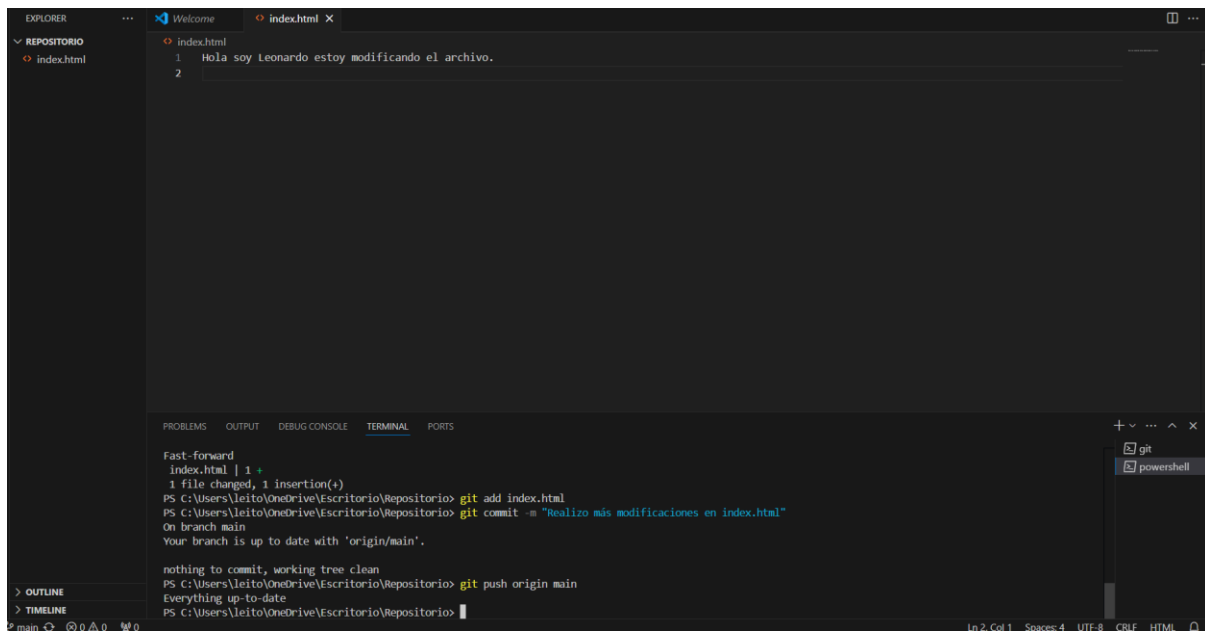 EXPLORER ···
REPOSITORIO
index.html
OUTLINE
TIMELINE
Welcome
index.html
index.html
1 Hola soy Leonardo estoy modificando el archivo.
2
PROBLEMS OUTPUT DEBUG CONSOLE TERMINAL PORTS
Fast-forward
index.html | 1 +
1 file changed, 1 insertion(+)
PS C:\Users\leito\OneDrive\Escritorio\Repositorio> git add index.html
PS C:\Users\leito\OneDrive\Escritorio\Repositorio> git commit -m "Realizo más modificaciones en index.html"
On branch main
Your branch is up to date with 'origin/main'.
nothing to commit, working tree clean
PS C:\Users\leito\OneDrive\Escritorio\Repositorio> git push origin main
Everything up-to-date
PS C:\Users\leito\OneDrive\Escritorio\Repositorio>
git
powershell
main 0 0 0 Ln 2, Col 1 Spaces: 4 UTF-8 CRLF HTML